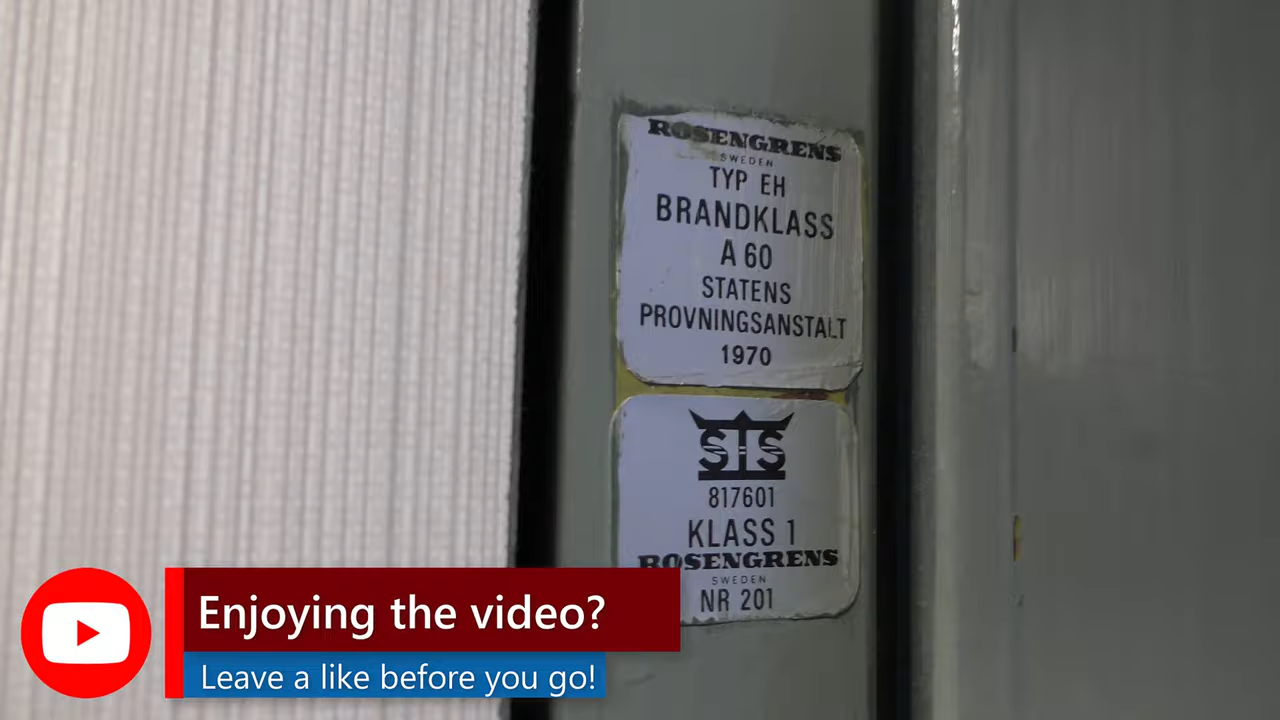 ROSENGRENS
SWEDEN
TYP EH
BRANDKLASS
A 60
STATENS
PROVNINGSANSTALT
1970
STS
817601
KLASS 1
ROSENGRENS
SWEDEN
NR 201
Enjoying the video?
Leave a like before you go!